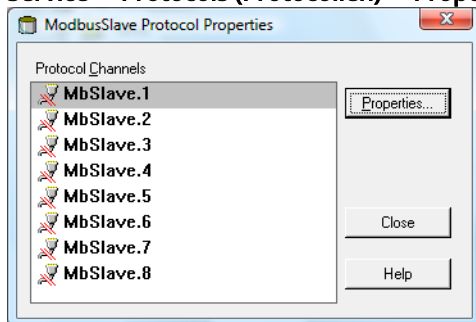 ModbusSlave Protocol Properties
Protocol Channels
MbSlave.1
Properties...
MbSlave.2
MbSlave.3
MbSlave.4
MbSlave.5
MbSlave.6
Close
MbSlave.7
MbSlave.8
Help